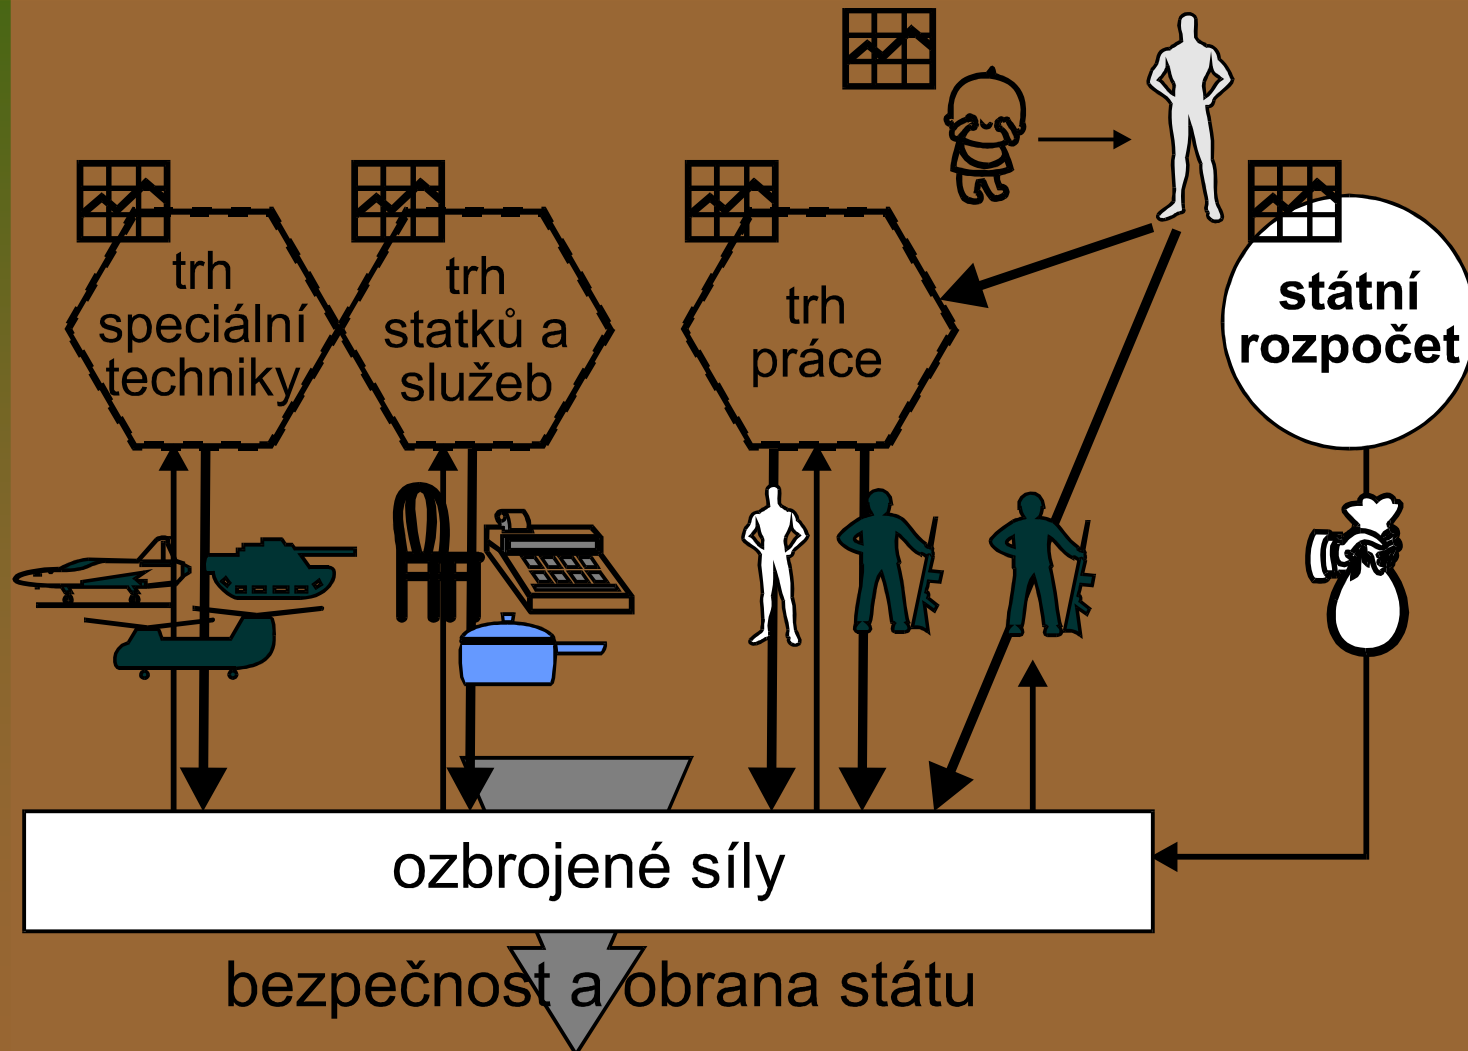 trh
speciální
techniky
trh
statků a
služeb
trh
práce
státní
rozpočet
ozbrojené síly
bezpečnost a obrana státu